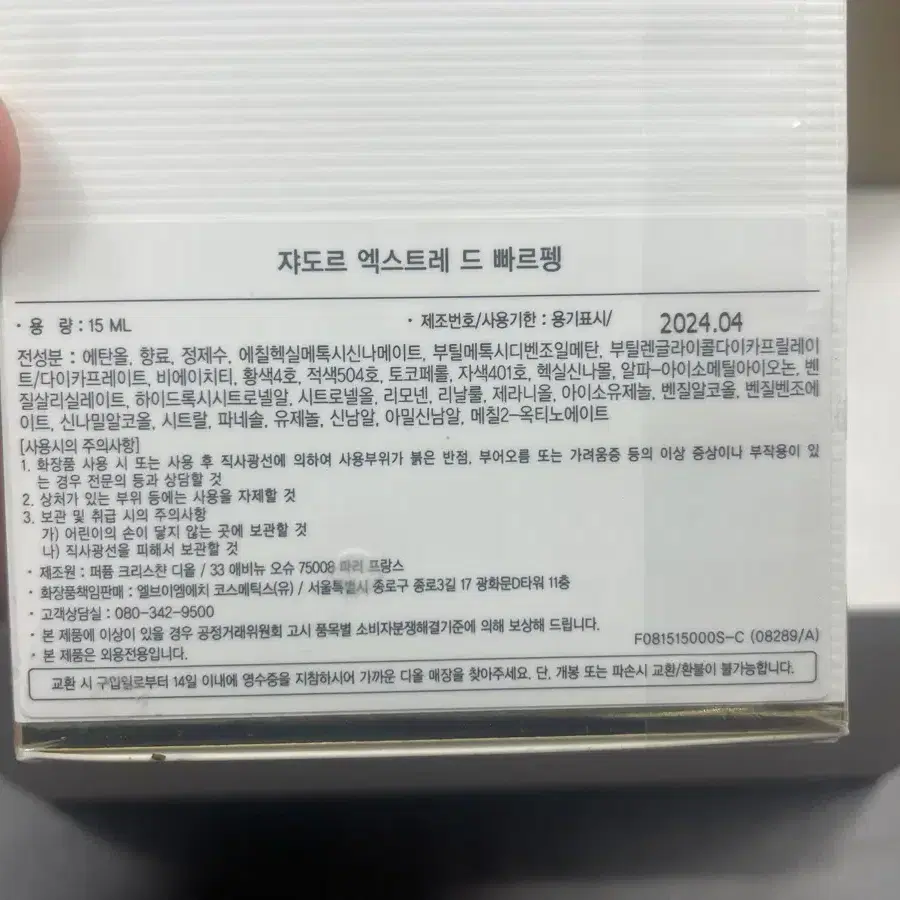 쟈도르 엑스트레 드 빠르펭
· 용 량 : 15 ML
· 제조번호/사용기한 : 용기표시/ 2024.04
전성분 : 에탄올, 향료, 정제수, 에칠헥실메톡시신나메이트, 부틸메톡시디벤조일메탄, 부틸렌글라이콜다이카프릴레이
트/다이카프레이트, 비에이치티, 황색4호, 적색504호, 토코페롤, 자색401호, 헥실신나몰, 알파-아이소메틸아이오논, 벤
질살리실레이트, 하이드록시시트로넬알, 시트로넬올, 리모넨, 리날룰, 제라니올, 아이소유제놀, 벤질알코올, 벤질벤조에
이트, 신나밀알코올, 시트랄, 파네솔, 유제놀, 신남알, 아밀신남알, 메칠2-옥티노에이트
[사용시의 주의사항]
1. 화장품 사용 시 또는 사용 후 직사광선에 의하여 사용부위가 붉은 반점, 부어오름 또는 가려움증 등의 이상 증상이나 부작용이 있
는 경우 전문의 등과 상담할 것
2. 상처가 있는 부위 등에는 사용을 자제할 것
3. 보관 및 취급 시의 주의사항
가) 어린이의 손이 닿지 않는 곳에 보관할 것
나) 직사광선을 피해서 보관할 것
· 제조원 : 퍼퓸 크리스챤 디올 / 33 애비뉴 오슈 75008 파리 프랑스
· 화장품책임판매 : 엘브이엠에치 코스메틱스(유) / 서울특별시 종로구 종로3길 17 광화문D타워 11층
· 고객상담실 : 080-342-9500
· 본 제품에 이상이 있을 경우 공정거래위원회 고시 품목별 소비자분쟁해결기준에 의해 보상해 드립니다.
· 본 제품은 외용전용입니다.
F081515000S-C (08289/A)
교환 시 구입일로부터 14일 이내에 영수증을 지참하시어 가까운 디올 매장을 찾아주세요. 단, 개봉 또는 파손시 교환/환불이 불가능합니다.